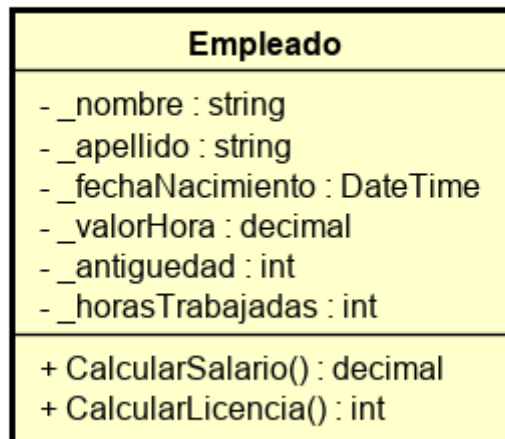 Empleado
- _nombre : string
- _apellido : string
- _fechaNacimiento : DateTime
- _valorHora : decimal
- _antiguedad : int
- _horasTrabajadas : int
+ CalcularSalario() : decimal
+ CalcularLicencia() : int